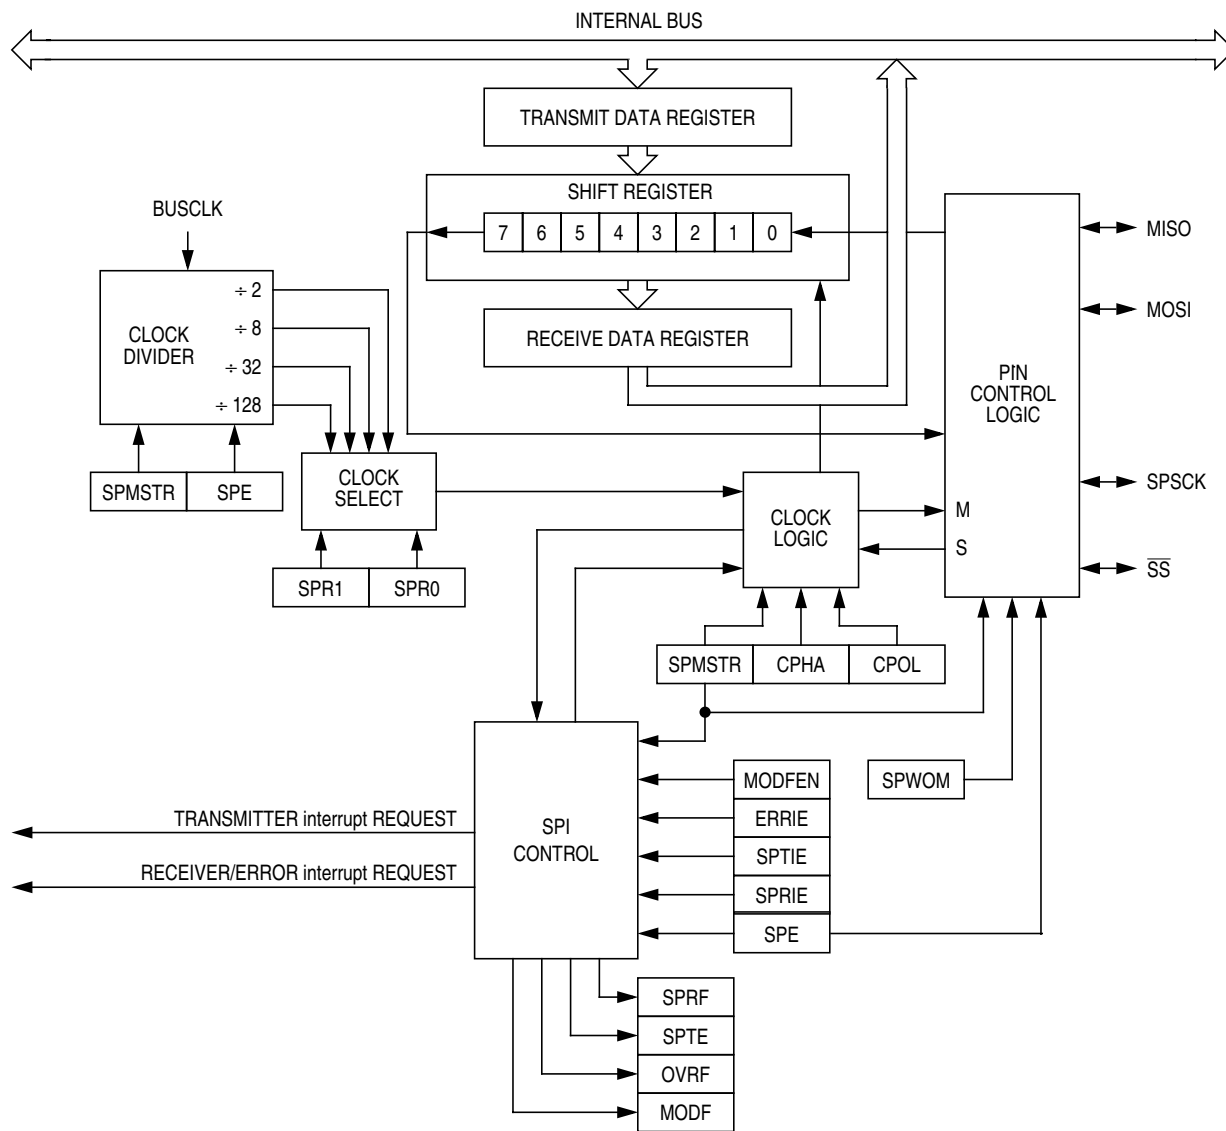 INTERNAL BUS
TRANSMIT DATA REGISTER
SHIFT REGISTER
7 6 5 4 3 2 1 0
RECEIVE DATA REGISTER
BUSCLK
CLOCK
DIVIDER
÷ 2
÷ 8
÷ 32
÷ 128
SPMSTR SPE
CLOCK
SELECT
SPR1 SPR0
PIN
CONTROL
LOGIC
M
S
MISO
MOSI
SPSCK
SS
CLOCK
LOGIC
SPMSTR CPHA CPOL
SPI
CONTROL
MODFEN
ERRIE
SPTIE
SPRIE
SPE
SPWOM
TRANSMITTER interrupt REQUEST
RECEIVER/ERROR interrupt REQUEST
SPRF
SPTE
OVRF
MODF